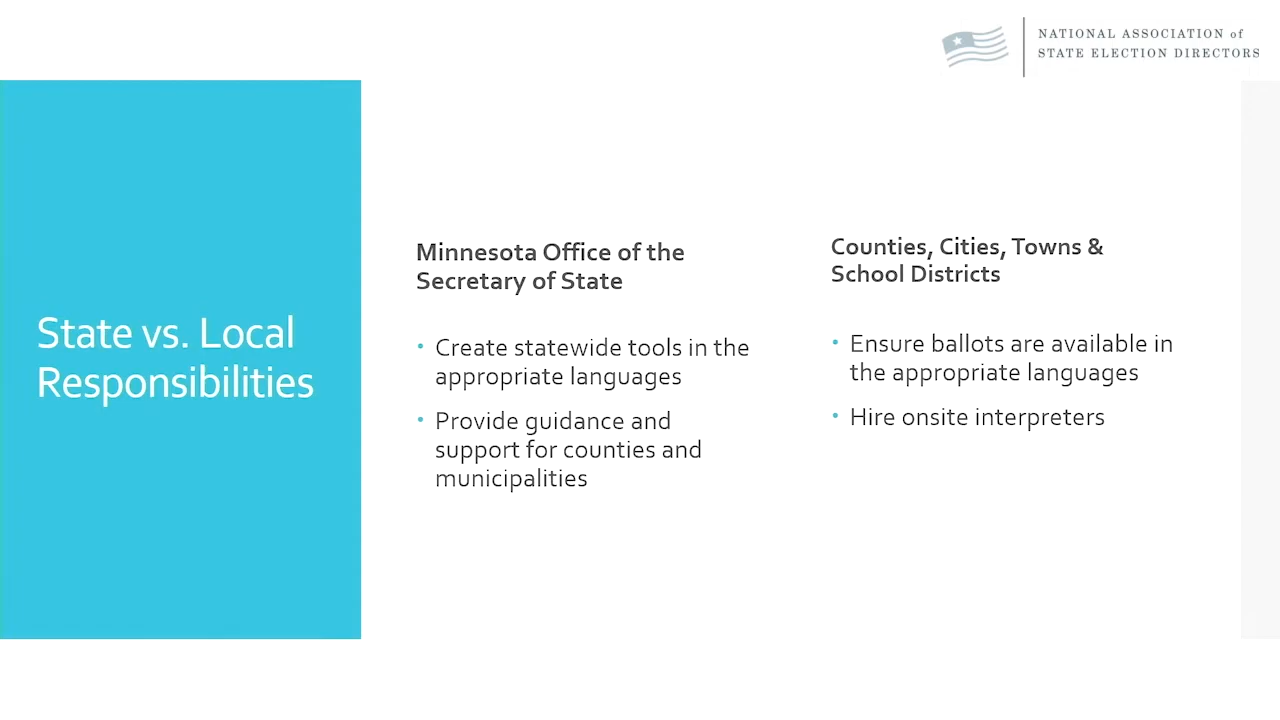 NATIONAL ASSOCIATION of
STATE ELECTION DIRECTORS
State vs. Local
Responsibilities
Minnesota Office of the
Secretary of State
• Create statewide tools in the
appropriate languages
• Provide guidance and
support for counties and
municipalities
Counties, Cities, Towns &
School Districts
• Ensure ballots are available in
the appropriate languages
• Hire onsite interpreters